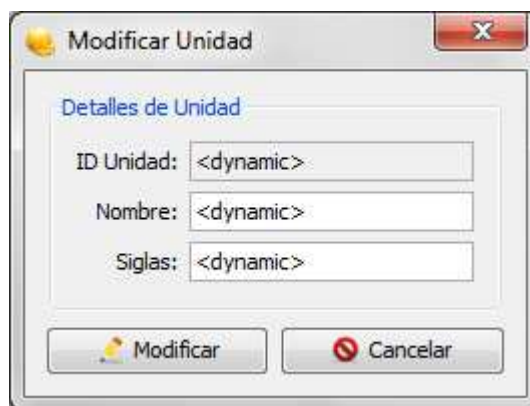 Modificar Unidad
Detalles de Unidad
ID Unidad: <dynamic>
Nombre: <dynamic>
Siglas: <dynamic>
Modificar Cancelar